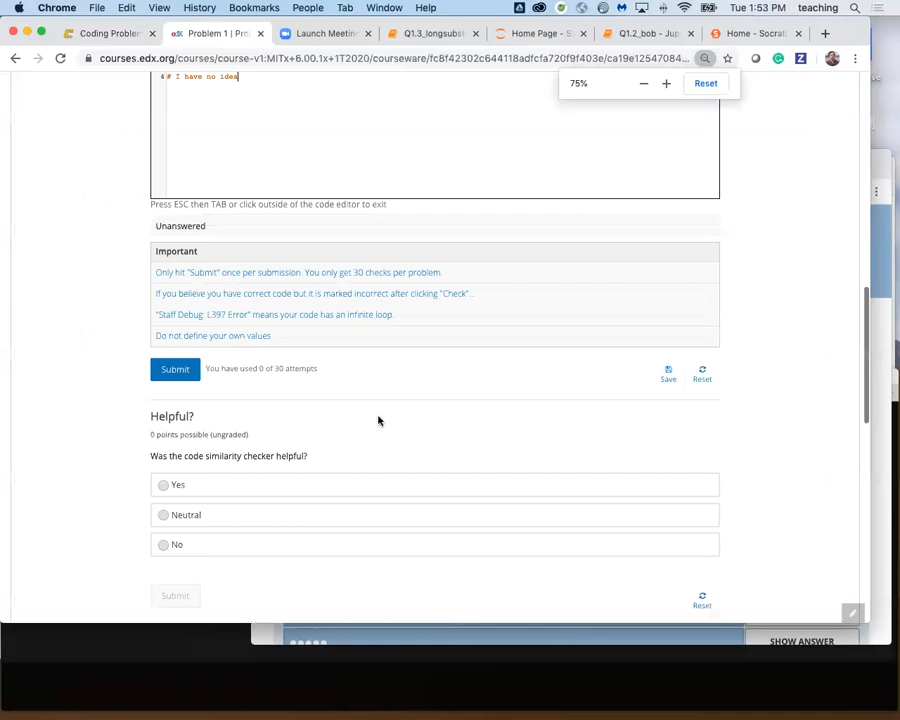 Chrome File Edit View History Bookmarks People Tab Window Help Tue 1:53 PM teaching
Coding Problem Problem 1 | Pro Launch Meetin Q1.3_longsubst Home Page - S Q1.2_bob - Jup Home - Socrati
courses.edx.org/courses/course-v1:MITx+6.00.1x+1T2020/courseware/fc8f42302c644118adfcfa720f9f403e/ca19e12547084...
75% Reset
4 # I have no idea
Press ESC then TAB or click outside of the code editor to exit
Unanswered
Important
Only hit "Submit" once per submission. You only get 30 checks per problem.
If you believe you have correct code but it is marked incorrect after clicking "Check"...
"Staff Debug: L397 Error" means your code has an infinite loop.
Do not define your own values
Submit You have used 0 of 30 attempts Save Reset
Helpful?
0 points possible (ungraded)
Was the code similarity checker helpful?
Yes
Neutral
No
Submit Reset
SHOW ANSWER